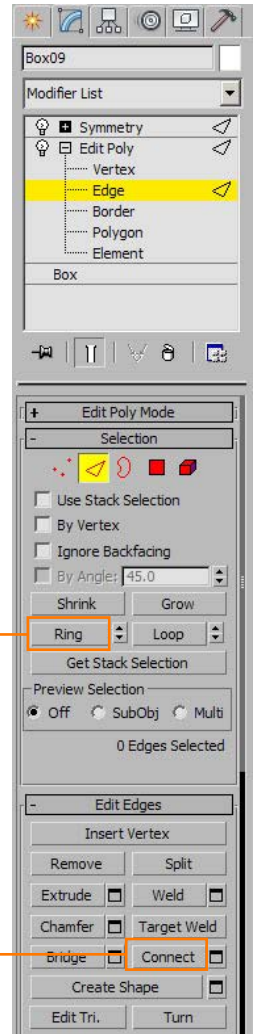 Box09
Modifier List
Symmetry
Edit Poly
Vertex
Edge
Border
Polygon
Element
Box
+ Edit Poly Mode
- Selection
Use Stack Selection
By Vertex
Ignore Backfacing
By Angle: 45.0
Shrink Grow
Ring Loop
Get Stack Selection
Preview Selection
Off SubObj Multi
0 Edges Selected
- Edit Edges
Insert Vertex
Remove Split
Extrude Weld
Chamfer Target Weld
Bridge Connect
Create Shape
Edit Tri. Turn